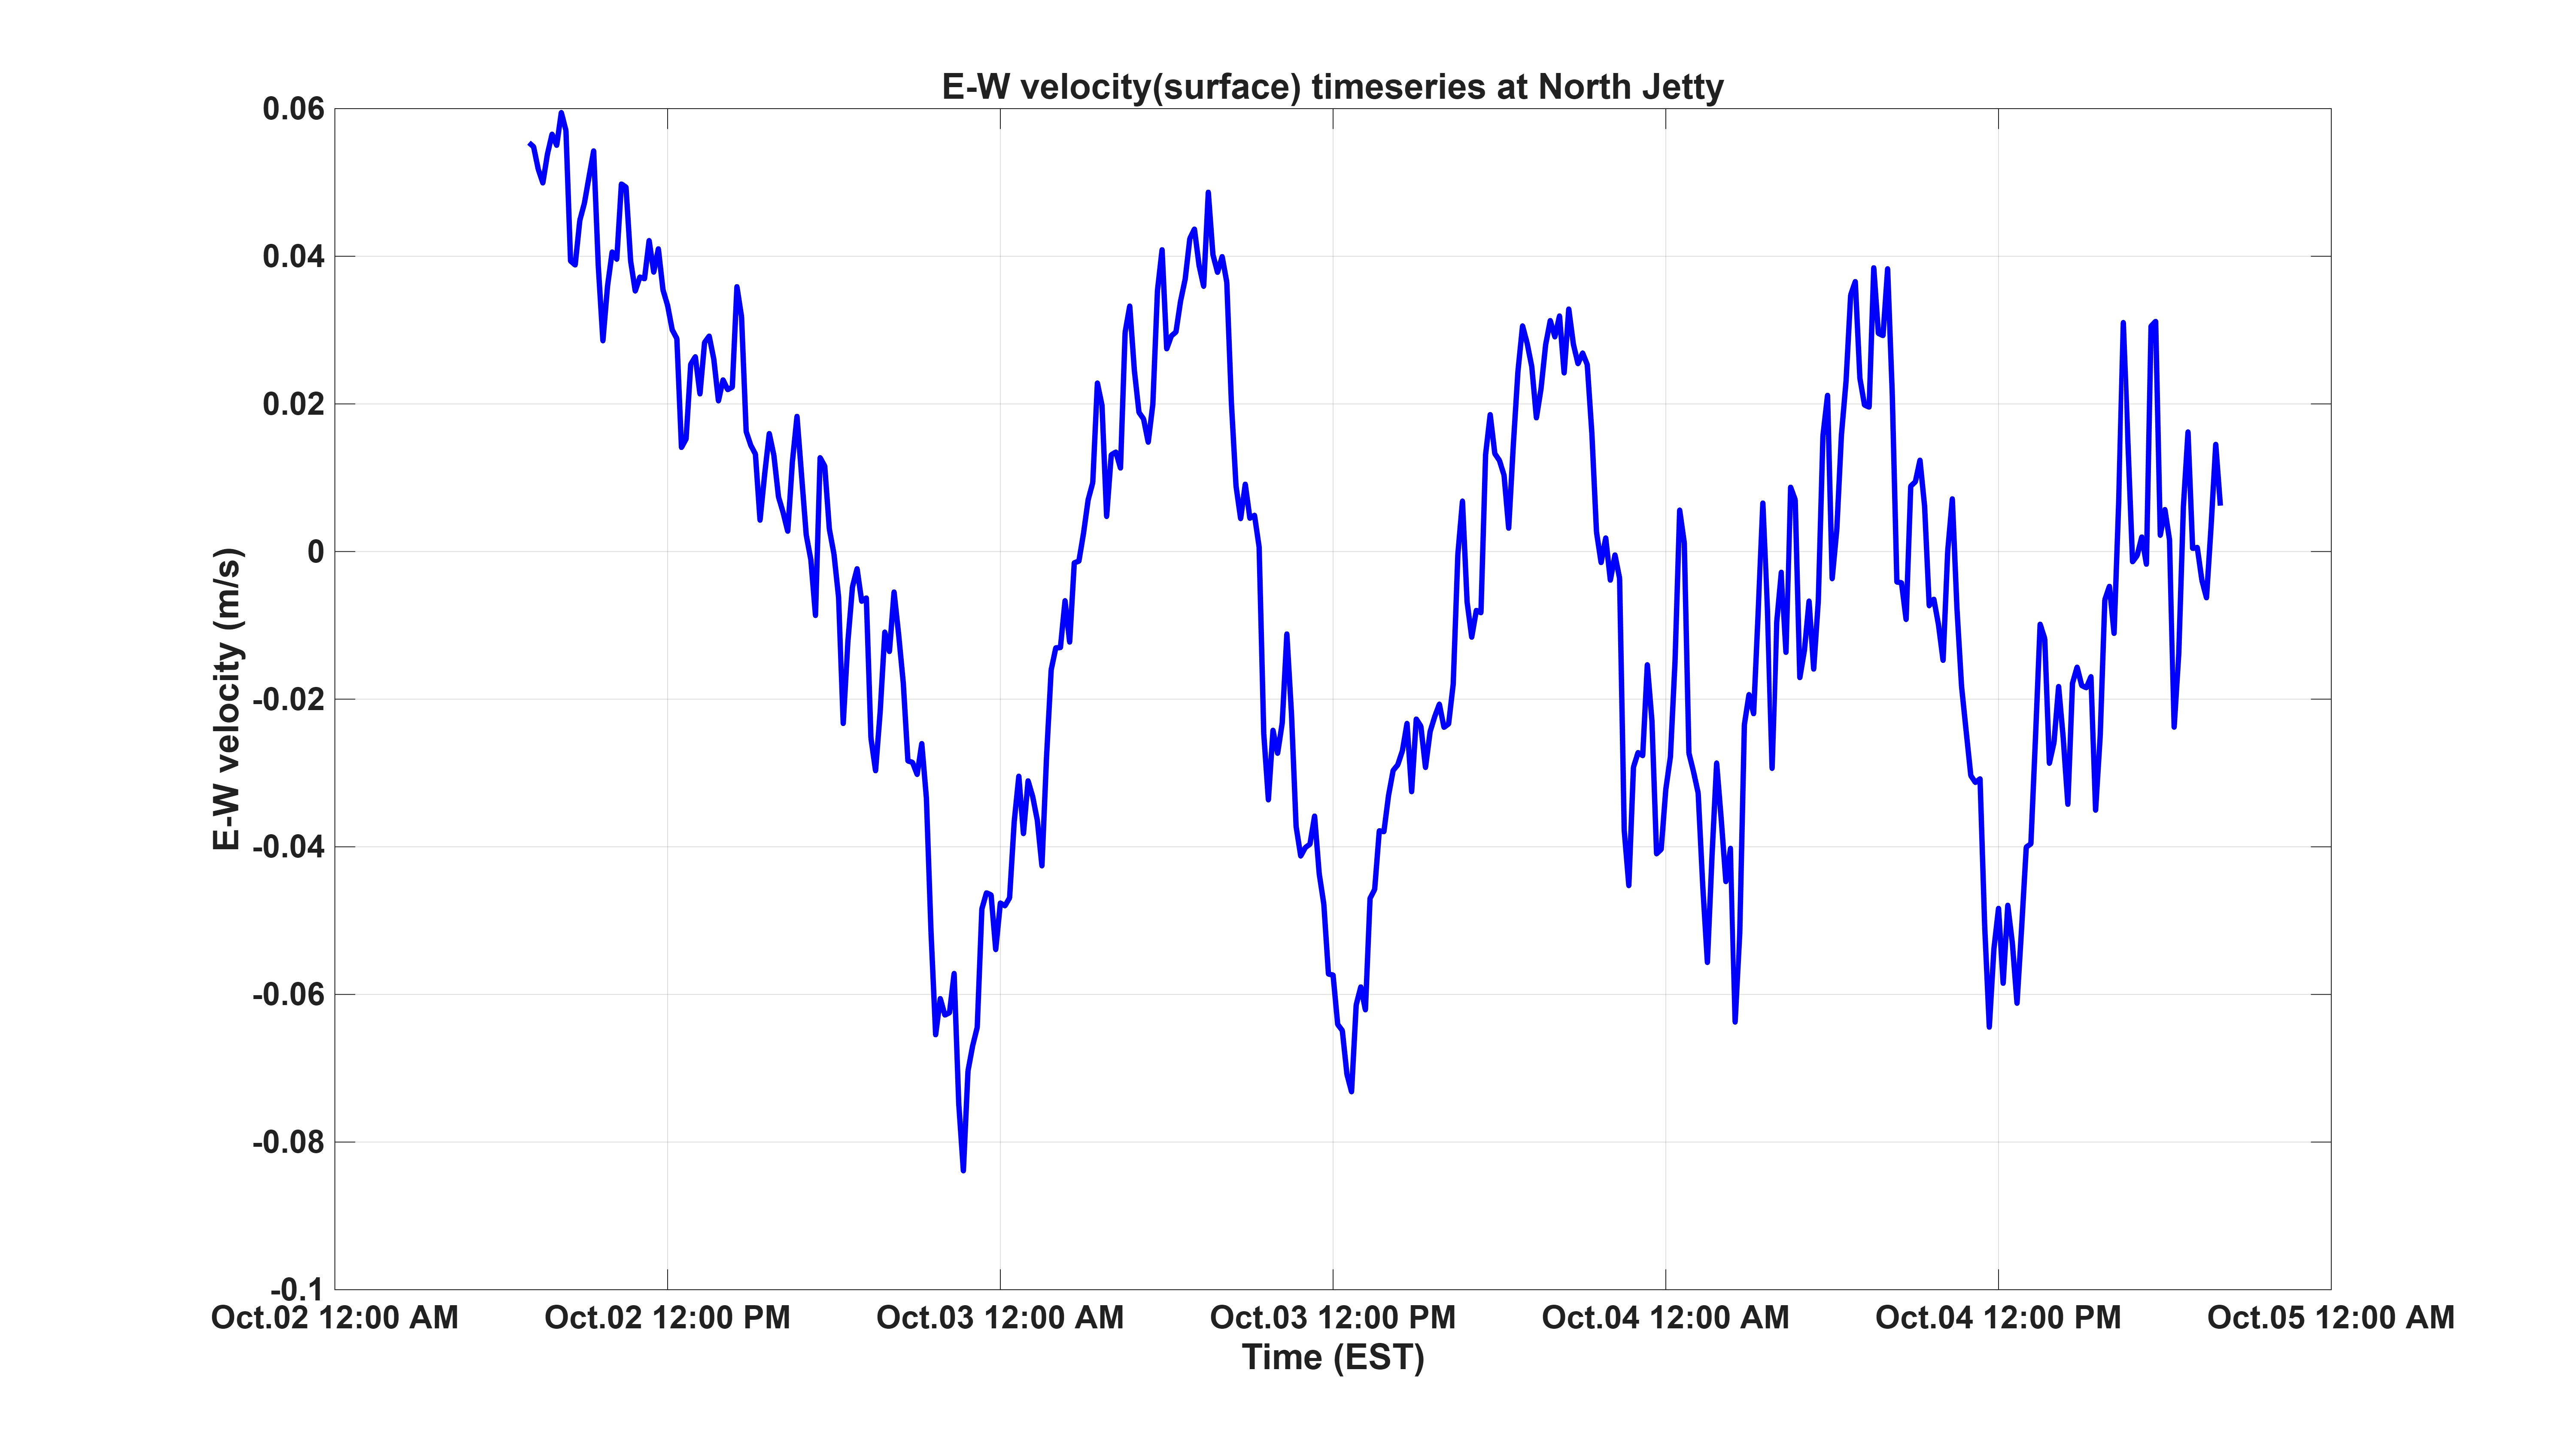 E-W velocity(surface) timeseries at North Jetty
0.06
0.04
0.02
0
-0.02
-0.04
-0.06
-0.08
-0.1
E-W velocity (m/s)
Oct.02 12:00 AM
Oct.02 12:00 PM
Oct.03 12:00 AM
Oct.03 12:00 PM
Oct.04 12:00 AM
Oct.04 12:00 PM
Oct.05 12:00 AM
Time (EST)